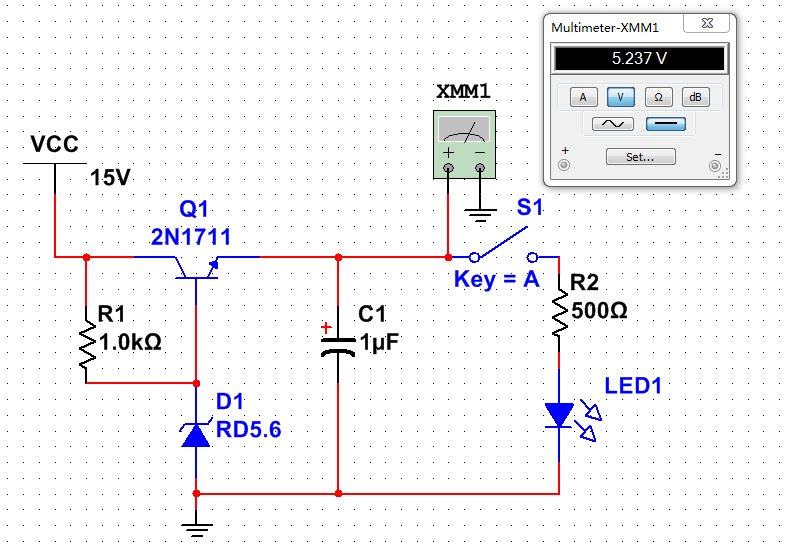 Multimeter-XMM1
5.237 V
A V Ω dB
+ −
Set...
XMM1
+ −
VCC
15V
Q1
2N1711
S1
Key = A
R1
1.0kΩ
C1
+
1µF
R2
500Ω
D1
RD5.6
LED1